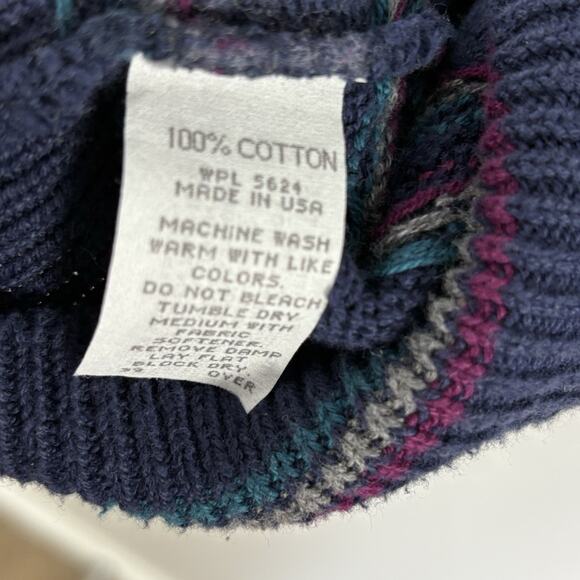 100% COTTON
WPL 5624
MADE IN USA
MACHINE WASH
WARM WITH LIKE
COLORS.
DO NOT BLEACH
TUMBLE DRY
MEDIUM WITH
FABRIC
SOFTENER.
REMOVE DAMP
LAY FLAT
BLOCK DRY.
OVER